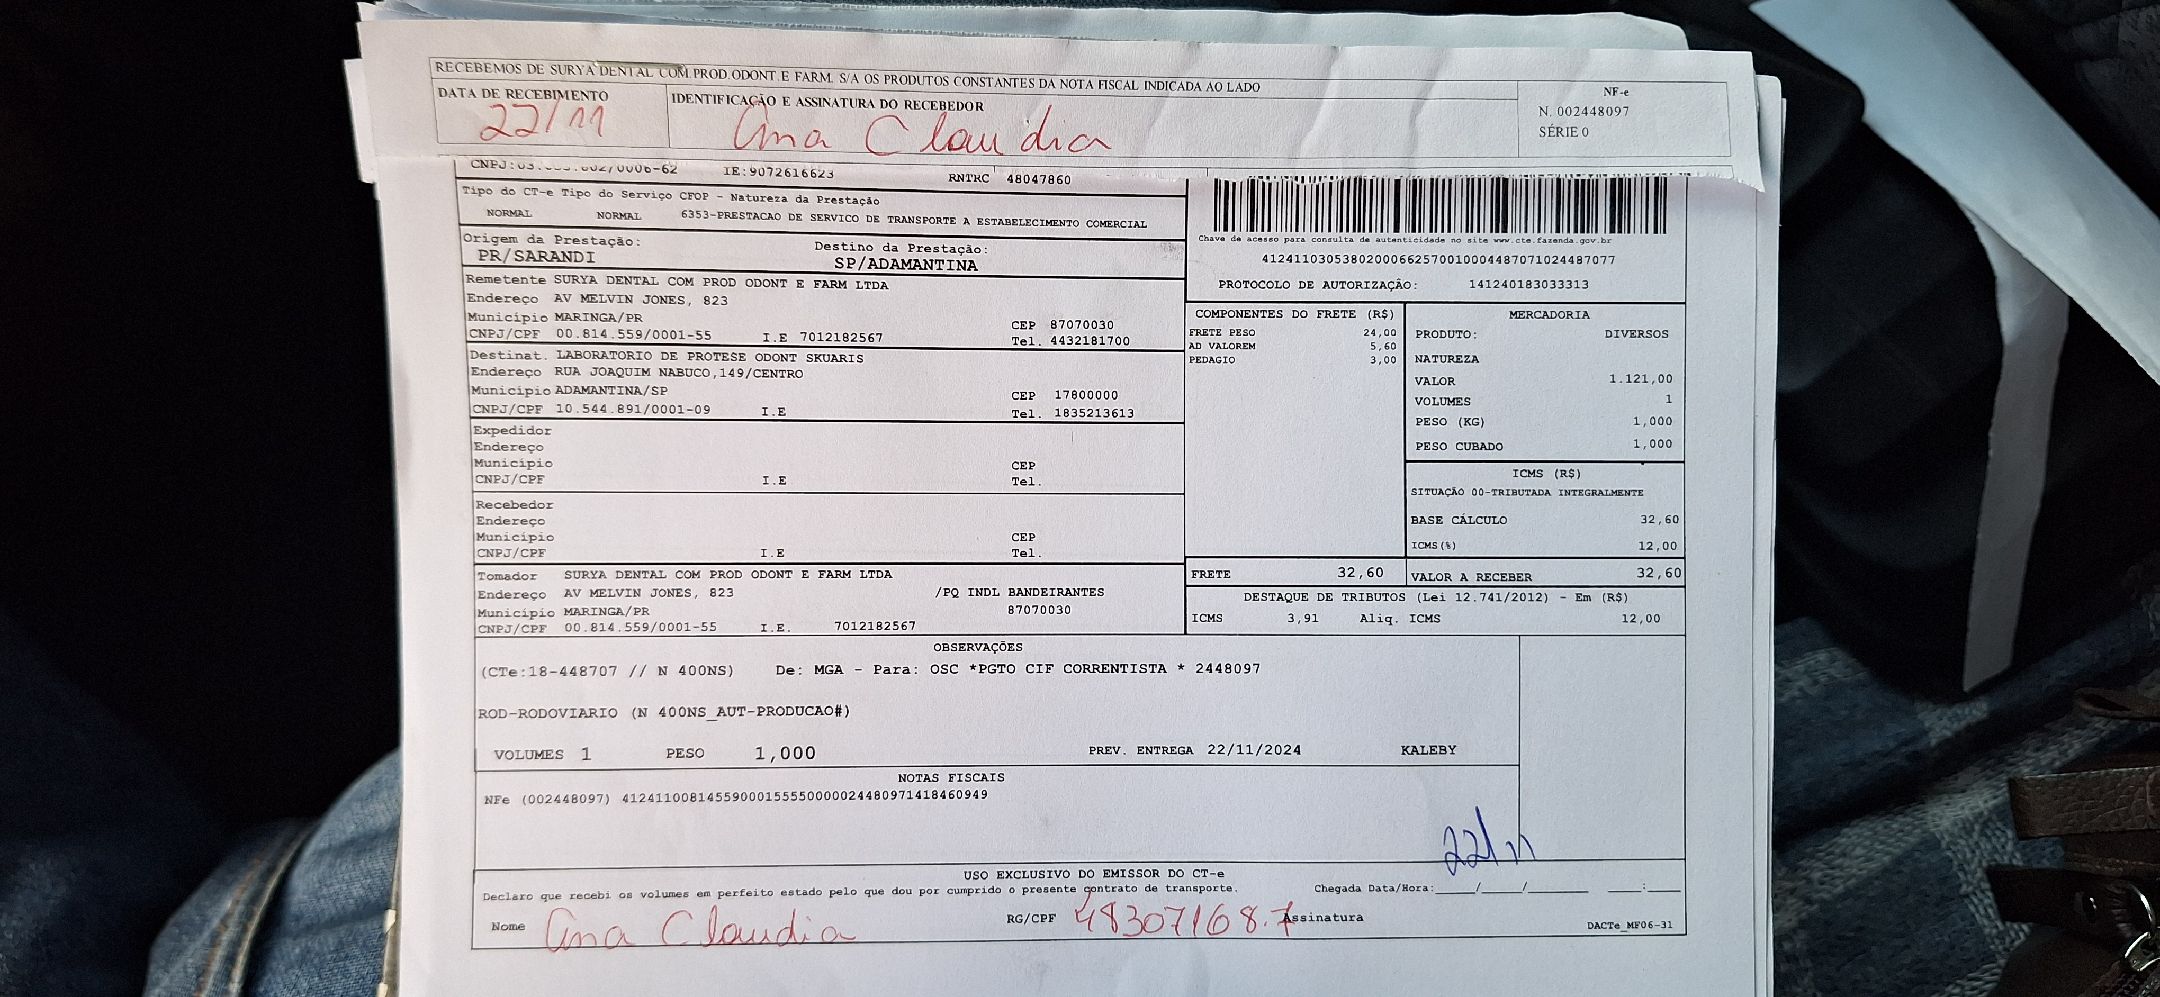 RECEBEMOS DE SURYA DENTAL COM.PROD.ODONT.E FARM. S/A OS PRODUTOS CONSTANTES DA NOTA FISCAL INDICADA AO LADO
DATA DE RECEBIMENTO
22/11
IDENTIFICAÇÃO E ASSINATURA DO RECEBEDOR
Ana Claudia
NF-e
N. 002448097
SÉRIE 0
/0006-62 IE:9072616623 RNTRC 48047860
Tipo do CT-e Tipo do Serviço CFOP - Natureza da Prestação
NORMAL NORMAL 6353-PRESTACAO DE SERVICO DE TRANSPORTE A ESTABELECIMENTO COMERCIAL
Origem da Prestação: Destino da Prestação:
PR/SARANDI SP/ADAMANTINA
Remetente SURYA DENTAL COM PROD ODONT E FARM LTDA
Endereço AV MELVIN JONES, 823
Município MARINGA/PR CEP 87070030
CNPJ/CPF 00.814.559/0001-55 I.E 7012182567 Tel. 4432181700
Destinat. LABORATORIO DE PROTESE ODONT SKUARIS
Endereço RUA JOAQUIM NABUCO,149/CENTRO
Município ADAMANTINA/SP CEP 17800000
CNPJ/CPF 10.544.891/0001-09 I.E Tel. 1835213613
Expedidor
Endereço
Município CEP
CNPJ/CPF I.E Tel.
Recebedor
Endereço
Município CEP
CNPJ/CPF I.E Tel.
Tomador SURYA DENTAL COM PROD ODONT E FARM LTDA
Endereço AV MELVIN JONES, 823 /PQ INDL BANDEIRANTES
Município MARINGA/PR 87070030
CNPJ/CPF 00.814.559/0001-55 I.E. 7012182567
Chave de acesso para consulta de autenticidade no site www.cte.fazenda.gov.br
41241103053802000662570010004487071024487077
PROTOCOLO DE AUTORIZAÇÃO: 141240183033313
COMPONENTES DO FRETE (R$)
FRETE PESO 24,00
AD VALOREM 5,60
PEDAGIO 3,00
MERCADORIA
PRODUTO: DIVERSOS
NATUREZA
VALOR 1.121,00
VOLUMES 1
PESO (KG) 1,000
PESO CUBADO 1,000
ICMS (R$)
SITUAÇÃO 00-TRIBUTADA INTEGRALMENTE
BASE CÁLCULO 32,60
ICMS(%) 12,00
FRETE 32,60 VALOR A RECEBER 32,60
DESTAQUE DE TRIBUTOS (Lei 12.741/2012) - Em (R$)
ICMS 3,91 Aliq. ICMS 12,00
OBSERVAÇÕES
(CTe:18-448707 // N 400NS) De: MGA - Para: OSC *PGTO CIF CORRENTISTA * 2448097
ROD-RODOVIARIO (N 400NS_AUT-PRODUCAO#)
VOLUMES 1 PESO 1,000 PREV. ENTREGA 22/11/2024 KALEBY
NOTAS FISCAIS
NFe (002448097) 41241100814559000155550000024480971418460949
22/11
USO EXCLUSIVO DO EMISSOR DO CT-e
Declaro que recebi os volumes em perfeito estado pelo que dou por cumprido o presente contrato de transporte. Chegada Data/Hora:____/____/______ ___:___
Nome Ana Claudia RG/CPF 48307168.7 Assinatura
DACTe_MF06-31